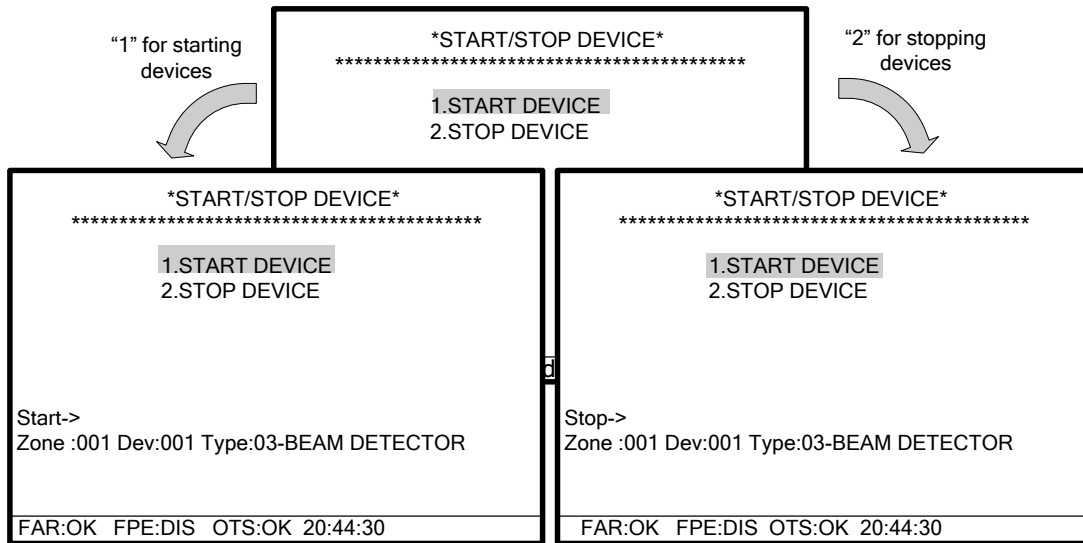 “1” for starting
devices
*START/STOP DEVICE*
*******************************************
1.START DEVICE
2.STOP DEVICE
“2” for stopping
devices
*START/STOP DEVICE*
*******************************************
1.START DEVICE
2.STOP DEVICE
Start->
Zone :001 Dev:001 Type:03-BEAM DETECTOR
FAR:OK FPE:DIS OTS:OK 20:44:30
*START/STOP DEVICE*
*******************************************
1.START DEVICE
2.STOP DEVICE
Stop->
Zone :001 Dev:001 Type:03-BEAM DETECTOR
FAR:OK FPE:DIS OTS:OK 20:44:30